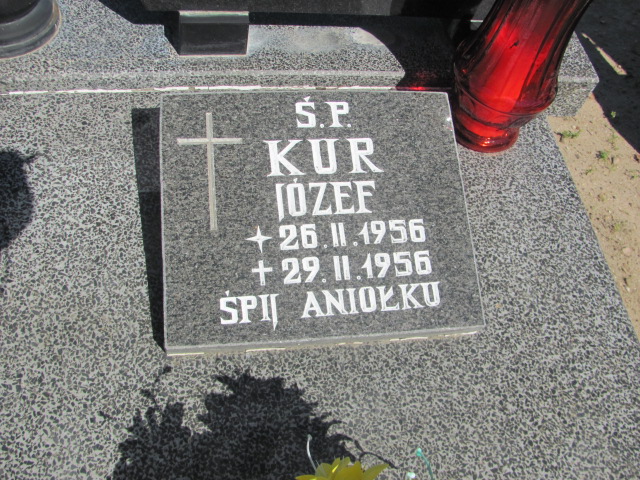 Ś.P.
KUR
JÓZEF
26.II.1956
29.II.1956
ŚPIJ ANIOŁKU